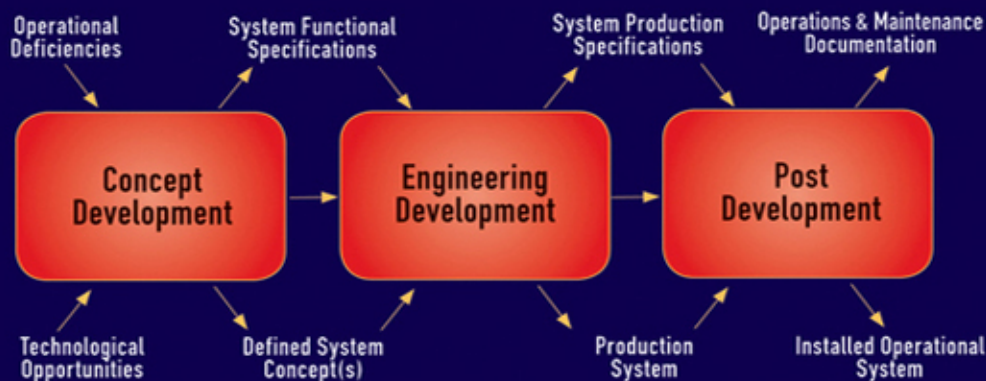 Operational
Deficiencies
System Functional
Specifications
System Production
Specifications
Operations & Maintenance
Documentation
Concept
Development
Engineering
Development
Post
Development
Technological
Opportunities
Defined System
Concept(s)
Production
System
Installed Operational
System